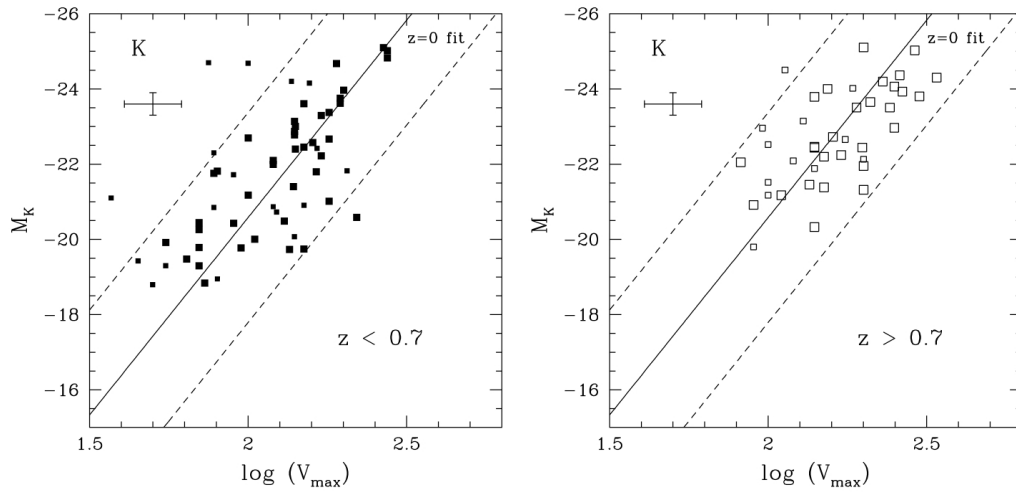 -26
-24
-22
-20
-18
-16
M_K
K
z=0 fit
z < 0.7
1.5
2
2.5
log (V_max)
-26
-24
-22
-20
-18
-16
M_K
K
z=0 fit
z > 0.7
1.5
2
2.5
log (V_max)